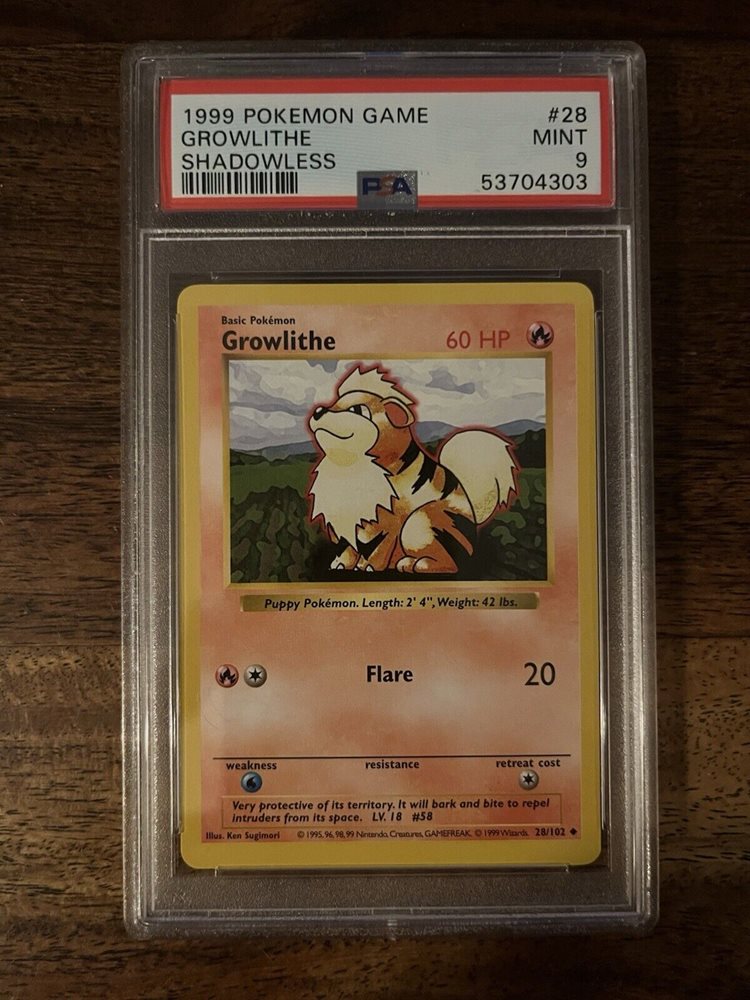 1999 POKEMON GAME #28
GROWLITHE MINT
SHADOWLESS 9
PSA 53704303
Basic Pokémon
Growlithe 60 HP
Puppy Pokémon. Length: 2' 4", Weight: 42 lbs.
Flare 20
weakness resistance retreat cost
Very protective of its territory. It will bark and bite to repel
intruders from its space. LV. 18 #58
Illus. Ken Sugimori © 1995, 96, 98, 99 Nintendo, Creatures, GAMEFREAK. © 1999 Wizards. 28/102